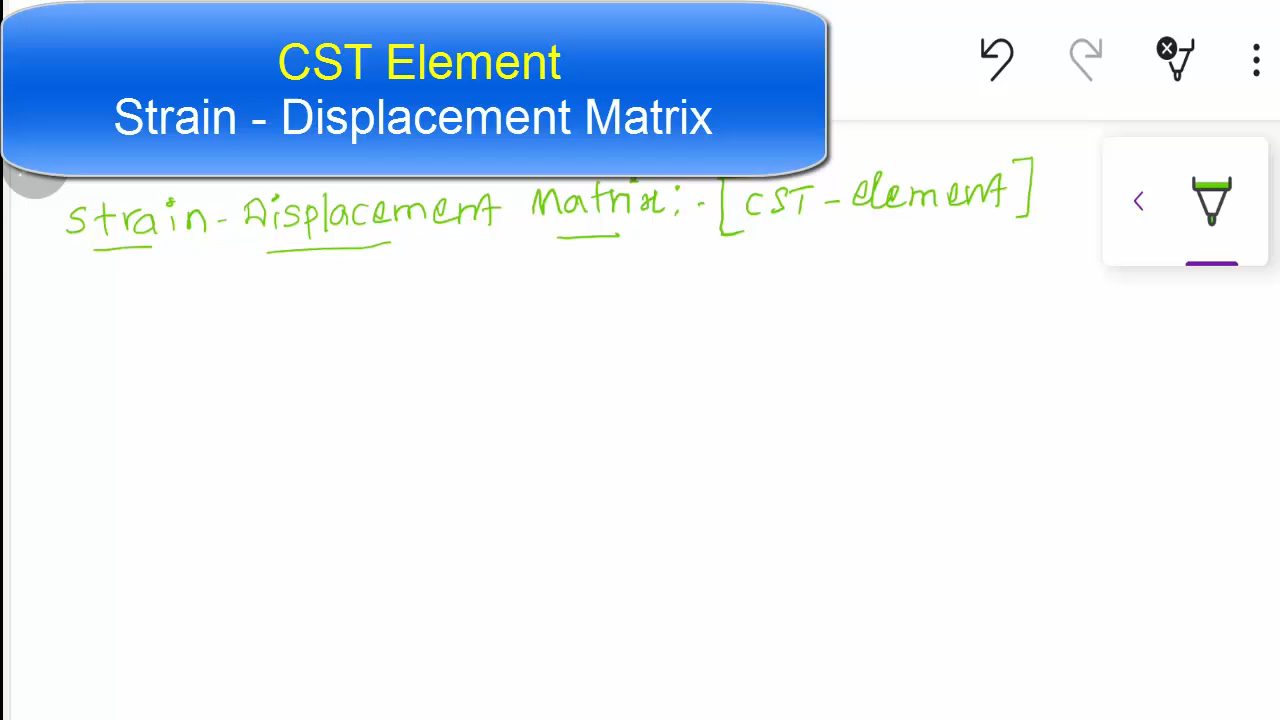 CST Element
Strain - Displacement Matrix
Strain - Displacement Matrix :- [CST - element]